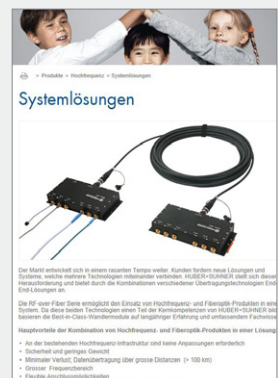 » Produkte » Hochfrequenz » Systemlösungen
Systemlösungen
Der Markt entwickelt sich in einem rasanten Tempo weiter. Kunden fordern neue Lösungen und
Systeme, welche mehrere Technologien miteinander verbinden. HUBER+SUHNER stellt sich dieser
Herausforderung und bietet durch die Kombinationen verschiedener Übertragungstechnologien End-
End-Lösungen an.
Die RF-over-Fiber Serie ermöglicht den Einsatz von Hochfrequenz- und Fiberoptik-Produkten in eine
System. Da diese beiden Technologien einen Teil der Kernkompetenzen von HUBER+SUHNER bild
basieren die Best-in-Class-Wandlermodule auf langjähriger Erfahrung und umfassendem Fachwisse
Hauptvorteile der Kombination von Hochfrequenz- und Fiberoptik-Produkten in einer Lösung
• An der bestehenden Hochfrequenz-Infrastruktur sind keine Anpassungen erforderlich
• Sicherheit und geringes Gewicht
• Minimaler Verlust; Datenübertragung über grosse Distanzen (> 100 km)
• Grosser Frequenzbereich
• Flexible Anschlussmöglichkeiten